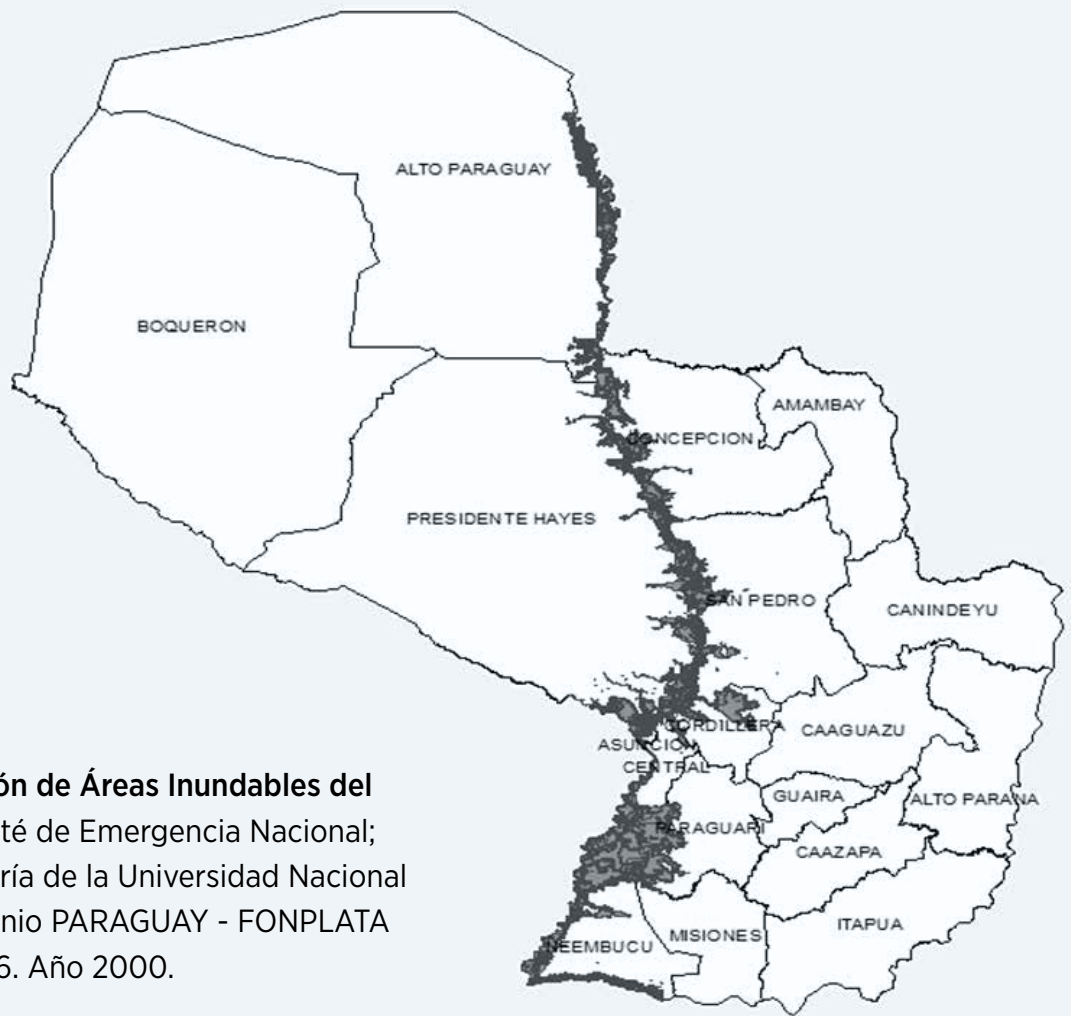 ALTO PARAGUAY
BOQUERON
AMAMBAY
CONCEPCION
PRESIDENTE HAYES
SAN PEDRO
CANINDEYU
CORDILLERA
CAAGUAZU
ASUNCION
CENTRAL
GUAIRA
ALTO PARANA
PARAGUARI
CAAZAPA
ITAPUA
MISIONES
NEEMBUCU
ón de Áreas Inundables del
té de Emergencia Nacional;
ría de la Universidad Nacional
nio PARAGUAY - FONPLATA
6. Año 2000.